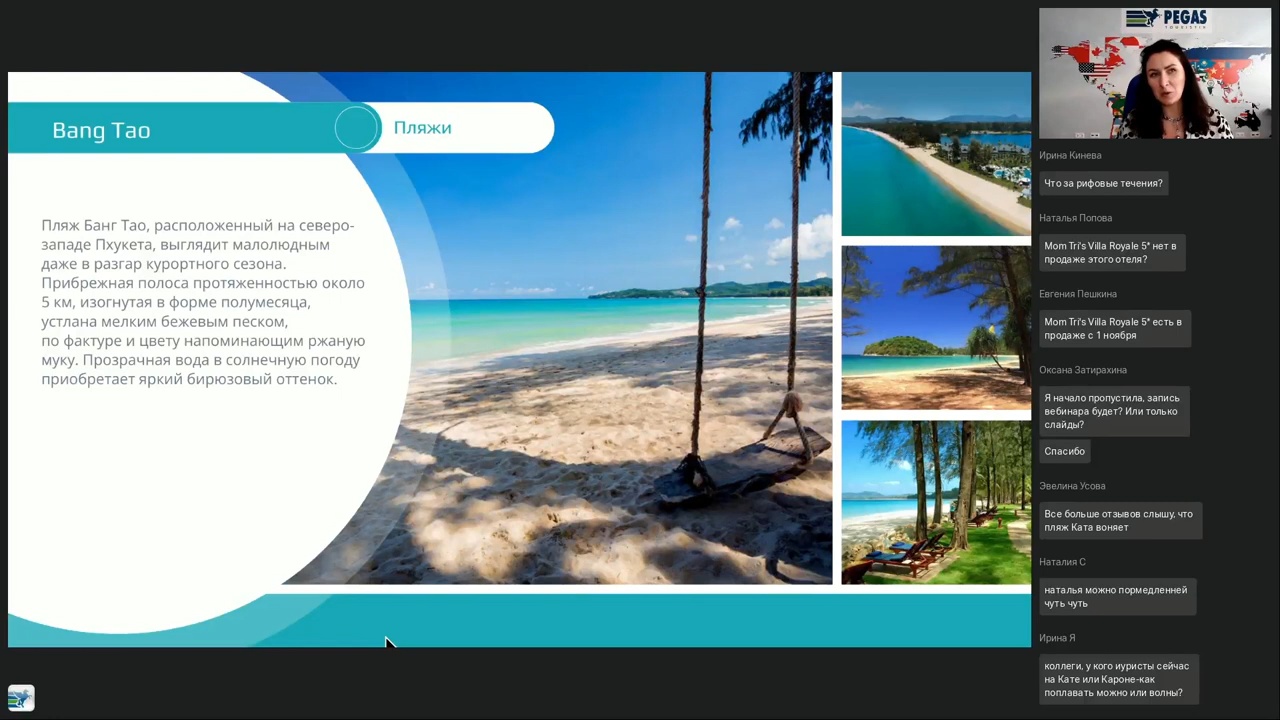 Bang Tao
Пляжи
Пляж Банг Тао, расположенный на северо-
западе Пхукета, выглядит малолюдным
даже в разгар курортного сезона.
Прибрежная полоса протяженностью около
5 км, изогнутая в форме полумесяца,
устлана мелким бежевым песком,
по фактуре и цвету напоминающим ржаную
муку. Прозрачная вода в солнечную погоду
приобретает яркий бирюзовый оттенок.
PEGAS
TOURISTIK
Ирина Кинева
Что за рифовые течения?
Наталья Попова
Mom Tri's Villa Royale 5* нет в
продаже этого отеля?
Евгения Пешкина
Mom Tri's Villa Royale 5* есть в
продаже с 1 ноября
Оксана Затирахина
Я начало пропустила, запись
вебинара будет? Или только
слайды?
Спасибо
Эвелина Усова
Все больше отзывов слышу, что
пляж Ката воняет
Наталия С
наталья можно пормедленней
чуть чуть
Ирина Я
коллеги, у кого иуристы сейчас
на Кате или Кароне-как
поплавать можно или волны?